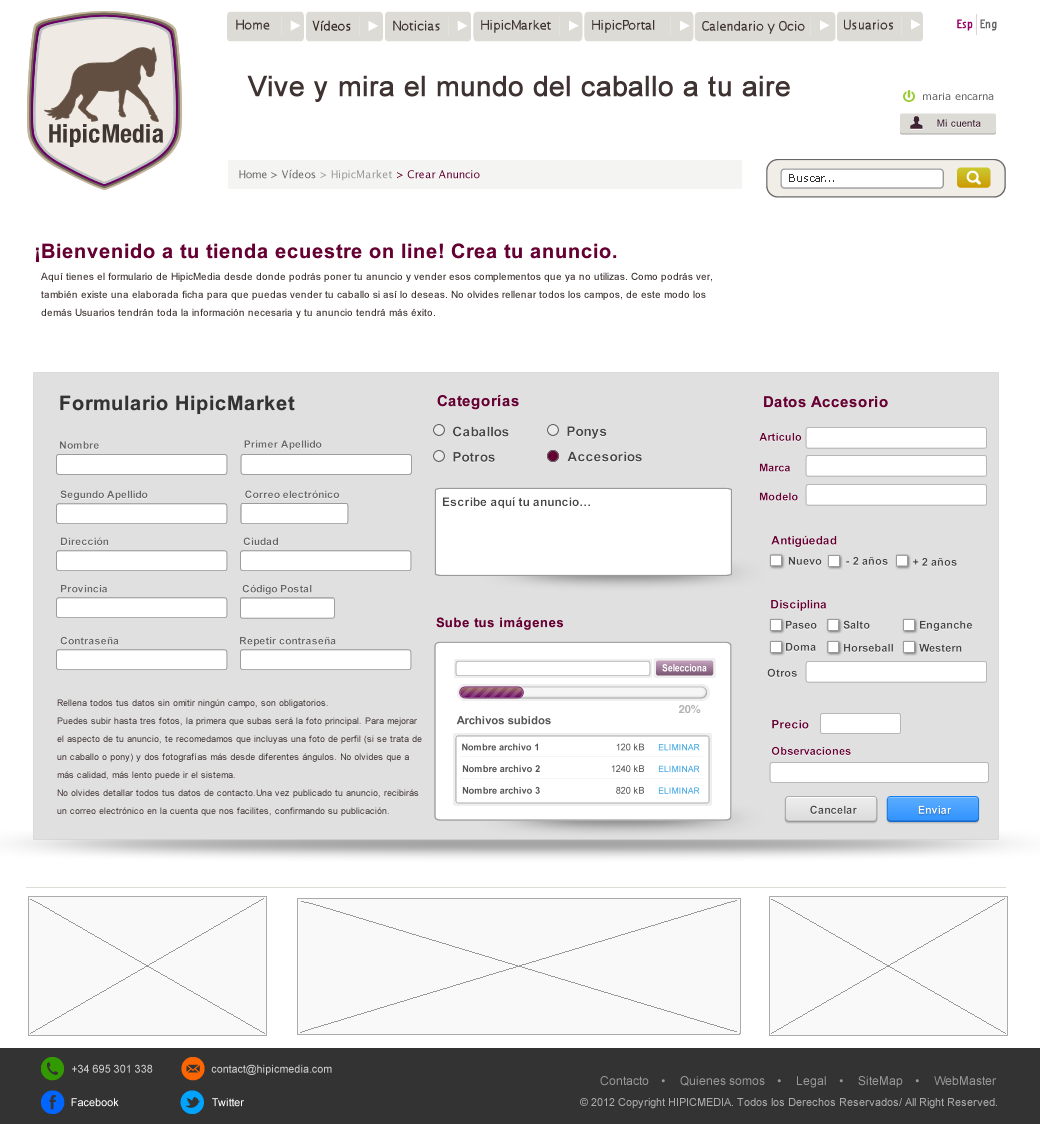 Home
Vídeos
Noticias
HipicMarket
HipicPortal
Calendario y Ocio
Usuarios
Esp
Eng
HipicMedia
Vive y mira el mundo del caballo a tu aire
maria encarna
Mi cuenta
Home > Vídeos > HipicMarket > Crear Anuncio
Buscar...
¡Bienvenido a tu tienda ecuestre on line! Crea tu anuncio.
Aquí tienes el formulario de HipicMedia desde donde podrás poner tu anuncio y vender esos complementos que ya no utilizas. Como podrás ver,
también existe una elaborada ficha para que puedas vender tu caballo si así lo deseas. No olvides rellenar todos los campos, de este modo los
demás Usuarios tendrán toda la información necesaria y tu anuncio tendrá más éxito.
Formulario HipicMarket
Nombre
Primer Apellido
Segundo Apellido
Correo electrónico
Dirección
Ciudad
Provincia
Código Postal
Contraseña
Repetir contraseña
Rellena todos tus datos sin omitir ningún campo, son obligatorios.
Puedes subir hasta tres fotos, la primera que subas será la foto principal. Para mejorar
el aspecto de tu anuncio, te recomedamos que incluyas una foto de perfil (si se trata de
un caballo o pony) y dos fotografías más desde diferentes ángulos. No olvides que a
más calidad, más lento puede ir el sistema.
No olvides detallar todos tus datos de contacto.Una vez publicado tu anuncio, recibirás
un correo electrónico en la cuenta que nos facilites, confirmando su publicación.
Categorías
Caballos
Ponys
Potros
Accesorios
Escribe aquí tu anuncio...
Sube tus imágenes
Selecciona
20%
Archivos subidos
Nombre archivo 1 120 kB ELIMINAR
Nombre archivo 2 1240 kB ELIMINAR
Nombre archivo 3 820 kB ELIMINAR
Datos Accesorio
Artículo
Marca
Modelo
Antigüedad
Nuevo - 2 años + 2 años
Disciplina
Paseo Salto Enganche
Doma Horseball Western
Otros
Precio
Observaciones
Cancelar
Enviar
+34 695 301 338
contact@hipicmedia.com
Facebook
Twitter
Contacto • Quienes somos • Legal • SiteMap • WebMaster
© 2012 Copyright HIPICMEDIA. Todos los Derechos Reservados/ All Right Reserved.